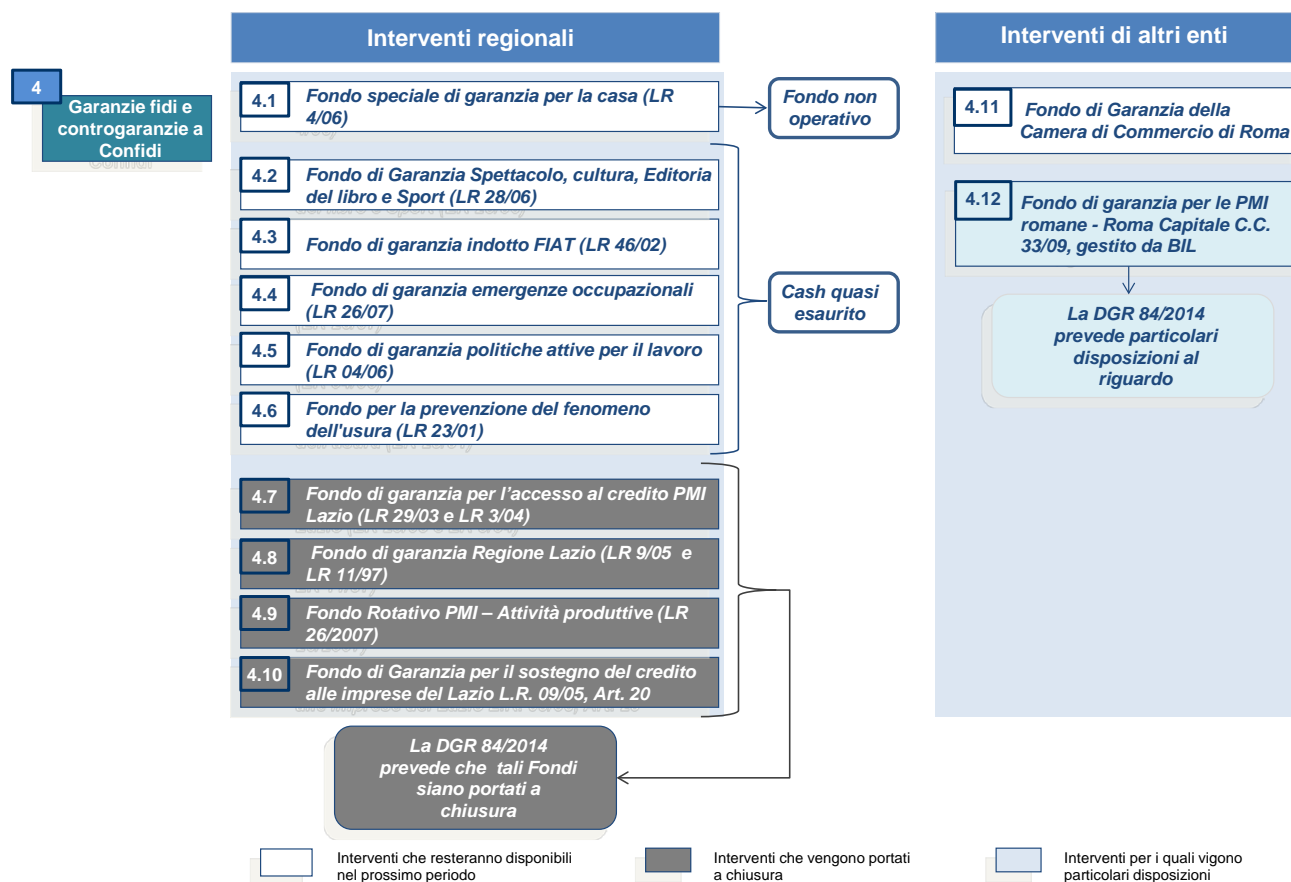 Interventi regionali
Interventi di altri enti
4
Garanzie fidi e
controgaranzie a
Confidi
4.1
Fondo speciale di garanzia per la casa (LR
4/06)
Fondo non
operativo
4.2
Fondo di Garanzia Spettacolo, cultura, Editoria
del libro e Sport (LR 28/06)
4.3
Fondo di garanzia indotto FIAT (LR 46/02)
4.4
Fondo di garanzia emergenze occupazionali
(LR 26/07)
4.5
Fondo di garanzia politiche attive per il lavoro
(LR 04/06)
4.6
Fondo per la prevenzione del fenomeno
dell'usura (LR 23/01)
Cash quasi
esaurito
4.7
Fondo di garanzia per l’accesso al credito PMI
Lazio (LR 29/03 e LR 3/04)
4.8
Fondo di garanzia Regione Lazio (LR 9/05 e
LR 11/97)
4.9
Fondo Rotativo PMI – Attività produttive (LR
26/2007)
4.10
Fondo di Garanzia per il sostegno del credito
alle imprese del Lazio L.R. 09/05, Art. 20
La DGR 84/2014
prevede che tali Fondi
siano portati a
chiusura
4.11
Fondo di Garanzia della
Camera di Commercio di Roma
4.12
Fondo di garanzia per le PMI
romane - Roma Capitale C.C.
33/09, gestito da BIL
La DGR 84/2014
prevede particolari
disposizioni al
riguardo
Interventi che resteranno disponibili
nel prossimo periodo
Interventi che vengono portati
a chiusura
Interventi per i quali vigono
particolari disposizioni